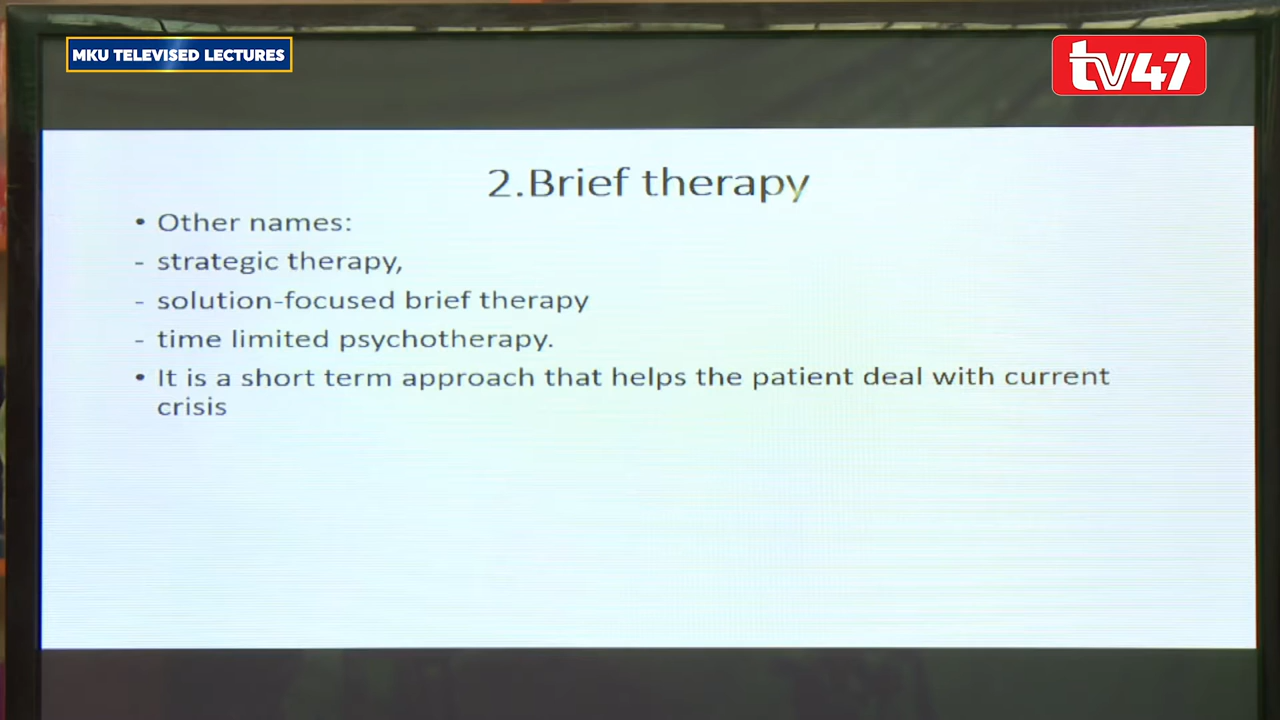 MKU TELEVISED LECTURES
tv47
2.Brief therapy
• Other names:
- strategic therapy,
- solution-focused brief therapy
- time limited psychotherapy.
• It is a short term approach that helps the patient deal with current
crisis